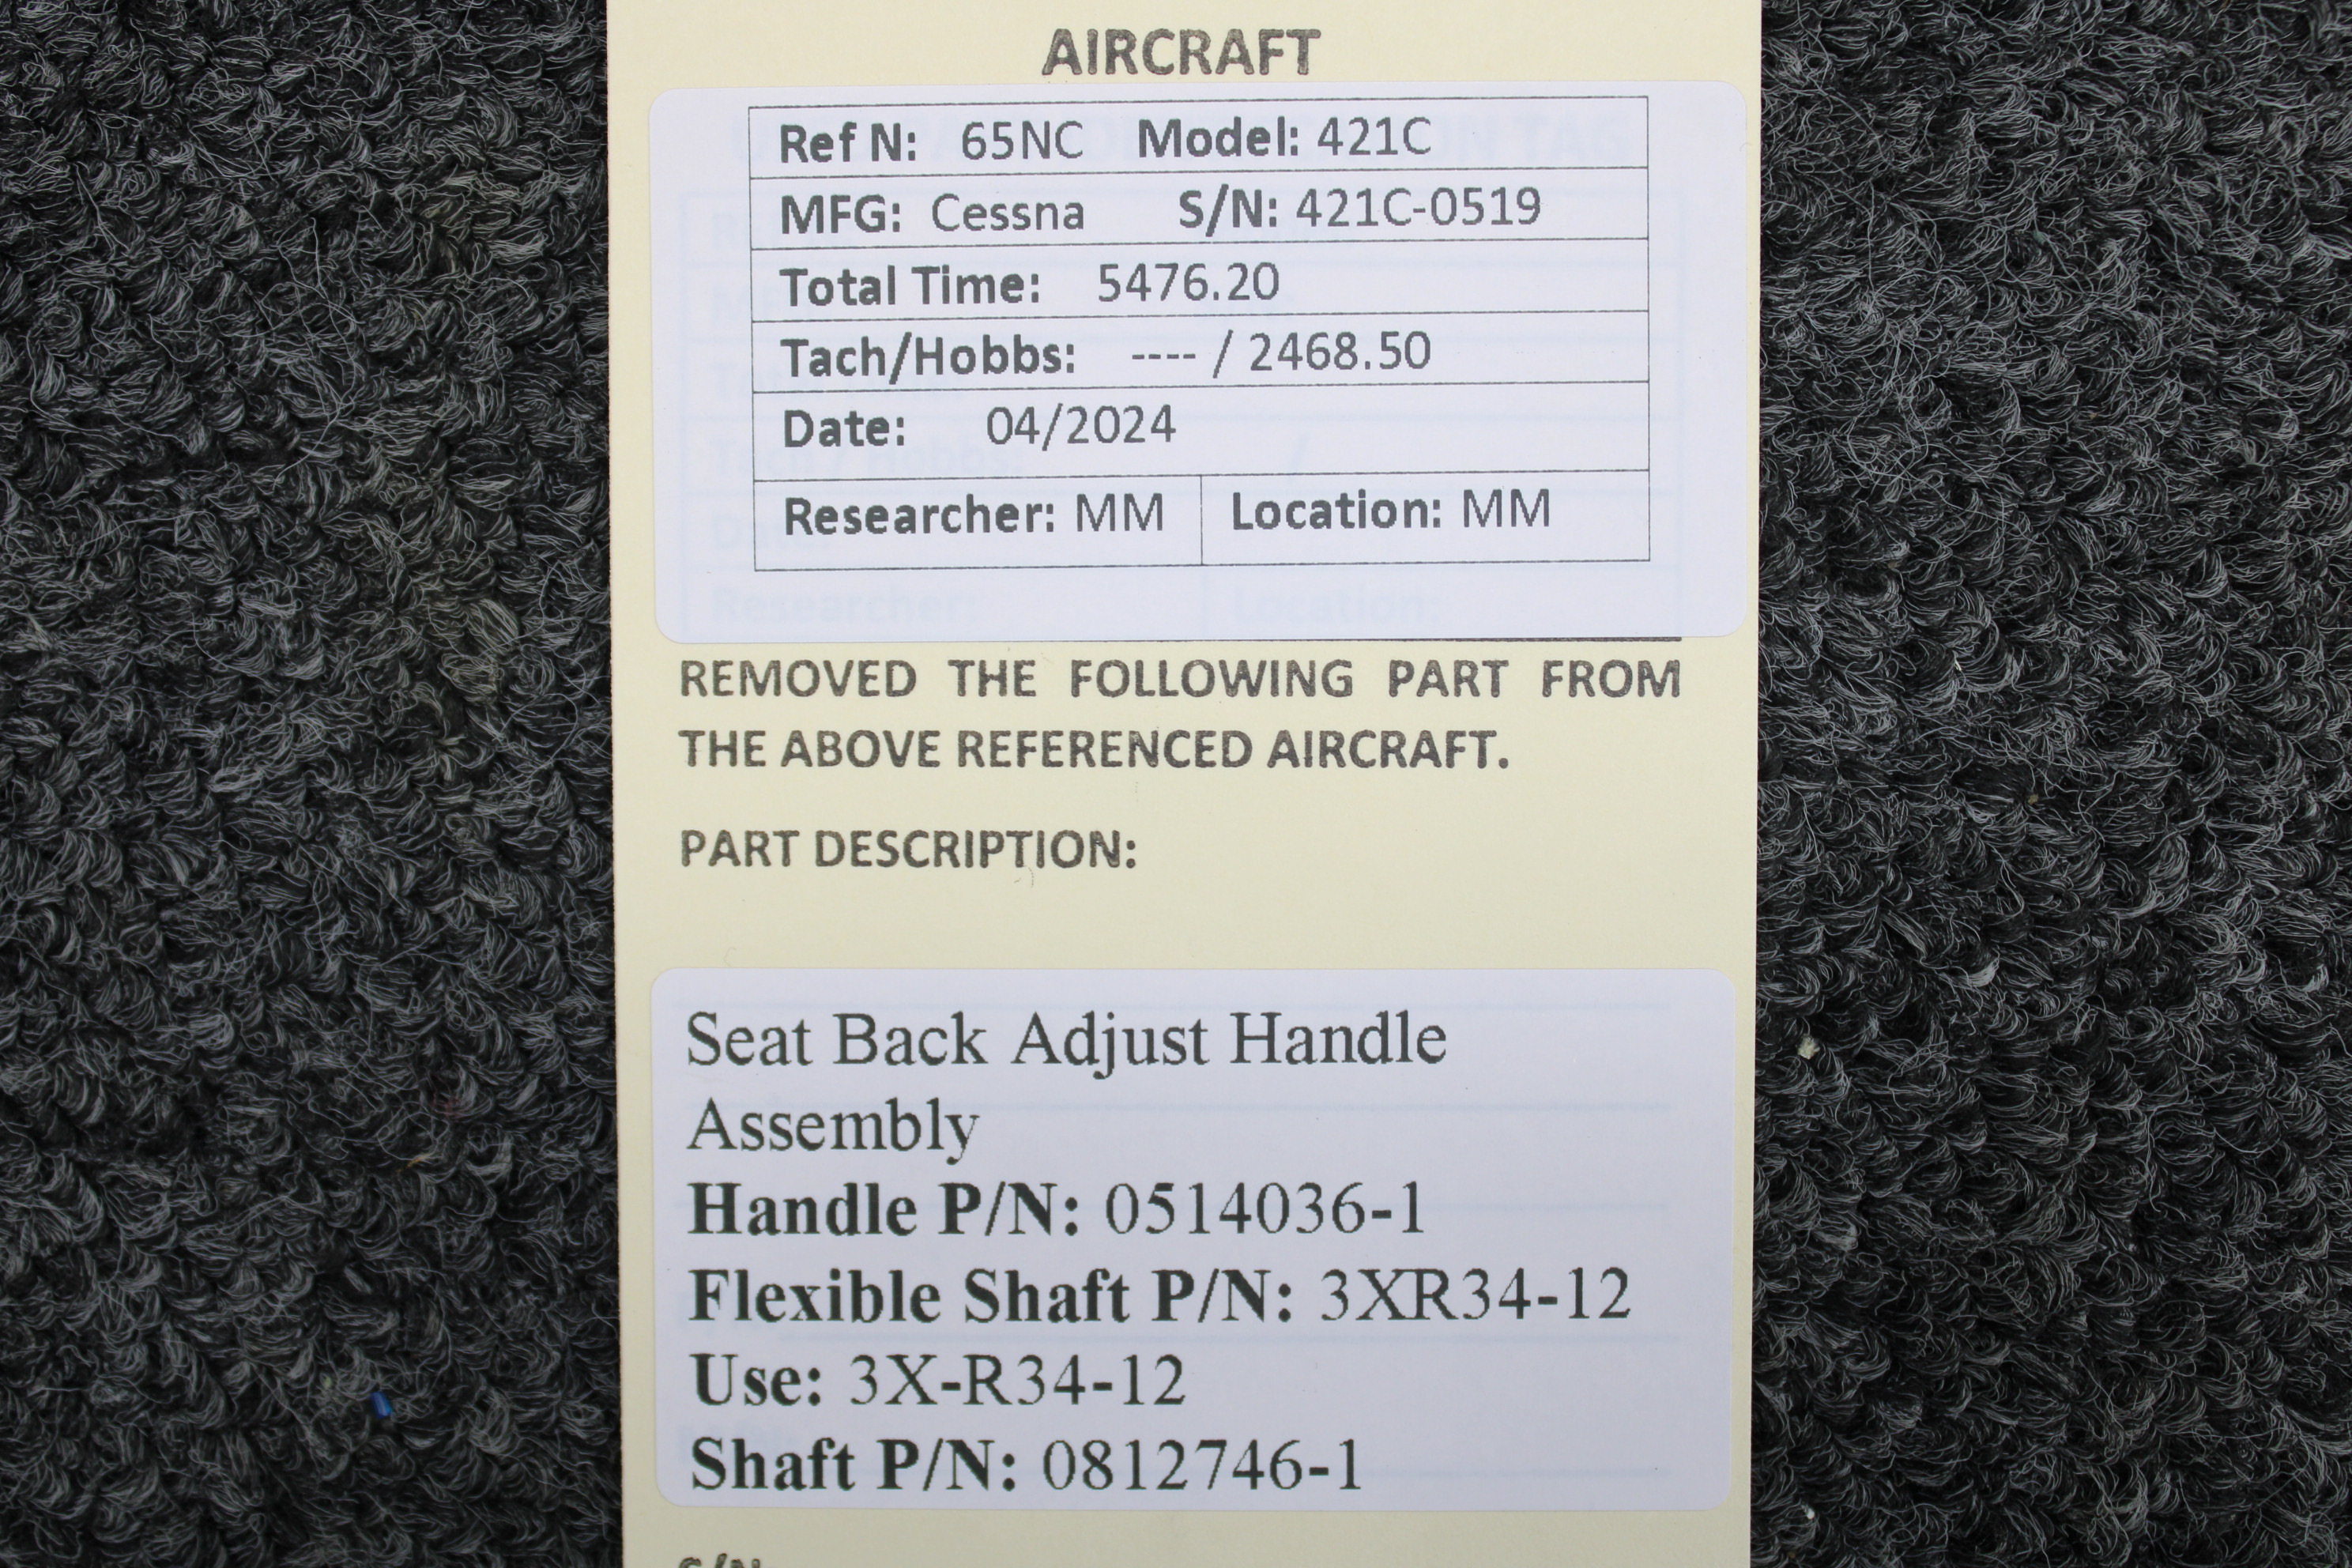 AIRCRAFT
Ref N: 65NC Model: 421C
MFG: Cessna S/N: 421C-0519
Total Time: 5476.20
Tach/Hobbs: ---- / 2468.50
Date: 04/2024
Researcher: MM Location: MM
REMOVED THE FOLLOWING PART FROM
THE ABOVE REFERENCED AIRCRAFT.
PART DESCRIPTION:
Seat Back Adjust Handle
Assembly
Handle P/N: 0514036-1
Flexible Shaft P/N: 3XR34-12
Use: 3X-R34-12
Shaft P/N: 0812746-1